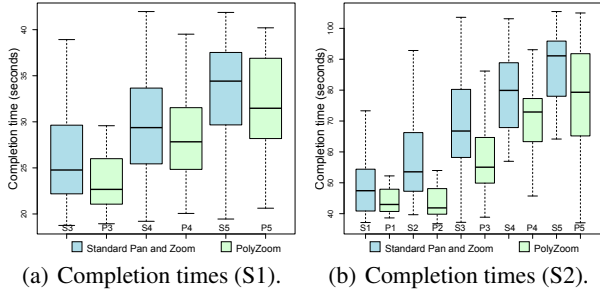 Completion time (seconds)
40
35
30
25
20
S3 P3 S4 P4 S5 P5
Standard Pan and Zoom PolyZoom
(a) Completion times (S1).
Completion time (seconds)
100
90
80
70
60
50
40
S1 P1 S2 P2 S3 P3 S4 P4 S5 P5
Standard Pan and Zoom PolyZoom
(b) Completion times (S2).